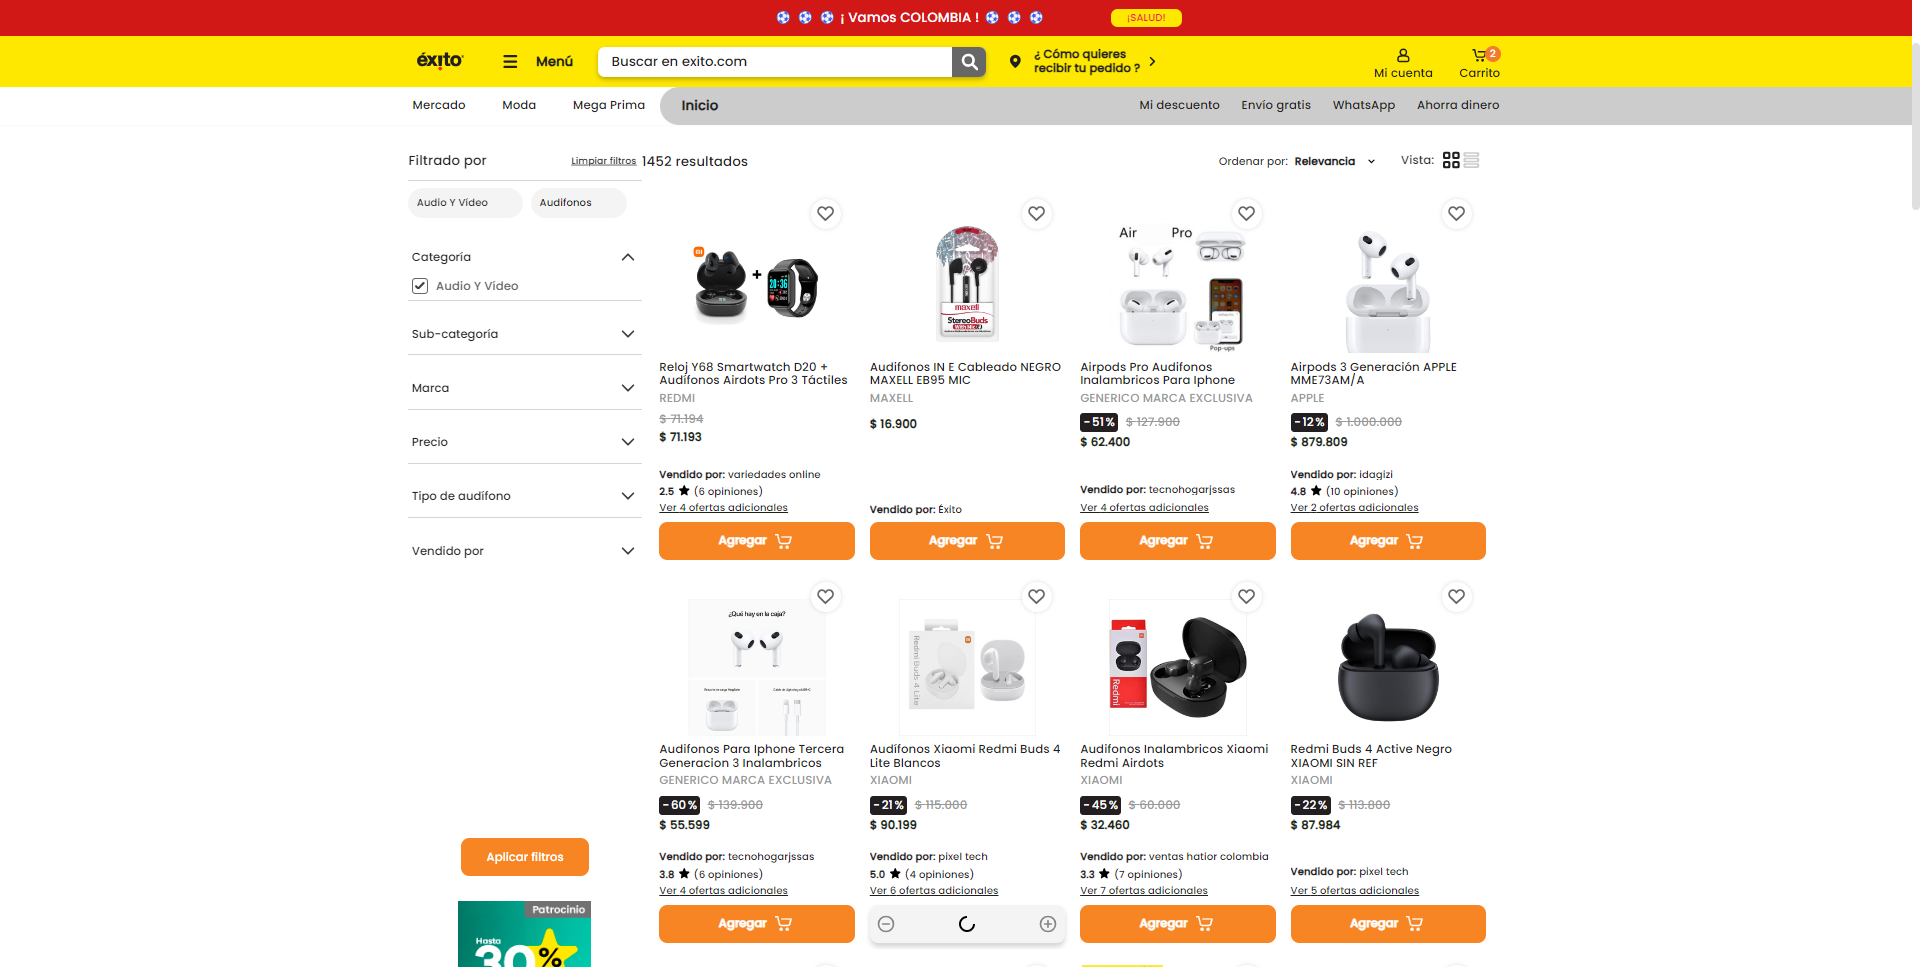 ¡ Vamos COLOMBIA !
¡SALUD!
éxito
Menú
Buscar en exito.com
¿ Cómo quieres
recibir tu pedido ?
Mi cuenta
2
Carrito
Mercado
Moda
Mega Prima
Inicio
Mi descuento
Envío gratis
WhatsApp
Ahorra dinero
Filtrado por
Limpiar filtros
1452 resultados
Ordenar por: Relevancia
Vista:
Audio Y Vídeo
Audifonos
Categoría
Audio Y Vídeo
Sub-categoría
Marca
Precio
Tipo de audífono
Vendido por
Aplicar filtros
Patrocinio
Hasta
30%
Reloj Y68 Smartwatch D20 +
Audífonos Airdots Pro 3 Táctiles
REDMI
$ 71.194
$ 71.193
Vendido por: variedades online
2.5 ★ (6 opiniones)
Ver 4 ofertas adicionales
Agregar
maxell
StereoBuds
Audifonos IN E Cableado NEGRO
MAXELL EB95 MIC
MAXELL
$ 16.900
Vendido por: Éxito
Agregar
Air
Pro
Pop-ups
Airpods Pro Audifonos
Inalambricos Para Iphone
GENERICO MARCA EXCLUSIVA
-51% $ 127.900
$ 62.400
Vendido por: tecnohogarjssas
Ver 4 ofertas adicionales
Agregar
Airpods 3 Generación APPLE
MME73AM/A
APPLE
-12% $ 1.000.000
$ 879.809
Vendido por: idagizi
4.8 ★ (10 opiniones)
Ver 2 ofertas adicionales
Agregar
¿Qué hay en la caja?
Audifonos Para Iphone Tercera
Generacion 3 Inalambricos
GENERICO MARCA EXCLUSIVA
-60% $ 139.900
$ 55.599
Vendido por: tecnohogarjssas
3.8 ★ (6 opiniones)
Ver 4 ofertas adicionales
Agregar
Redmi Buds 4 Lite
Audífonos Xiaomi Redmi Buds 4
Lite Blancos
XIAOMI
-21% $ 115.000
$ 90.199
Vendido por: pixel tech
5.0 ★ (4 opiniones)
Ver 6 ofertas adicionales
Redmi
Audifonos Inalambricos Xiaomi
Redmi Airdots
XIAOMI
-45% $ 60.000
$ 32.460
Vendido por: ventas hatior colombia
3.3 ★ (7 opiniones)
Ver 7 ofertas adicionales
Agregar
Redmi Buds 4 Active Negro
XIAOMI SIN REF
XIAOMI
-22% $ 113.800
$ 87.984
Vendido por: pixel tech
Ver 5 ofertas adicionales
Agregar